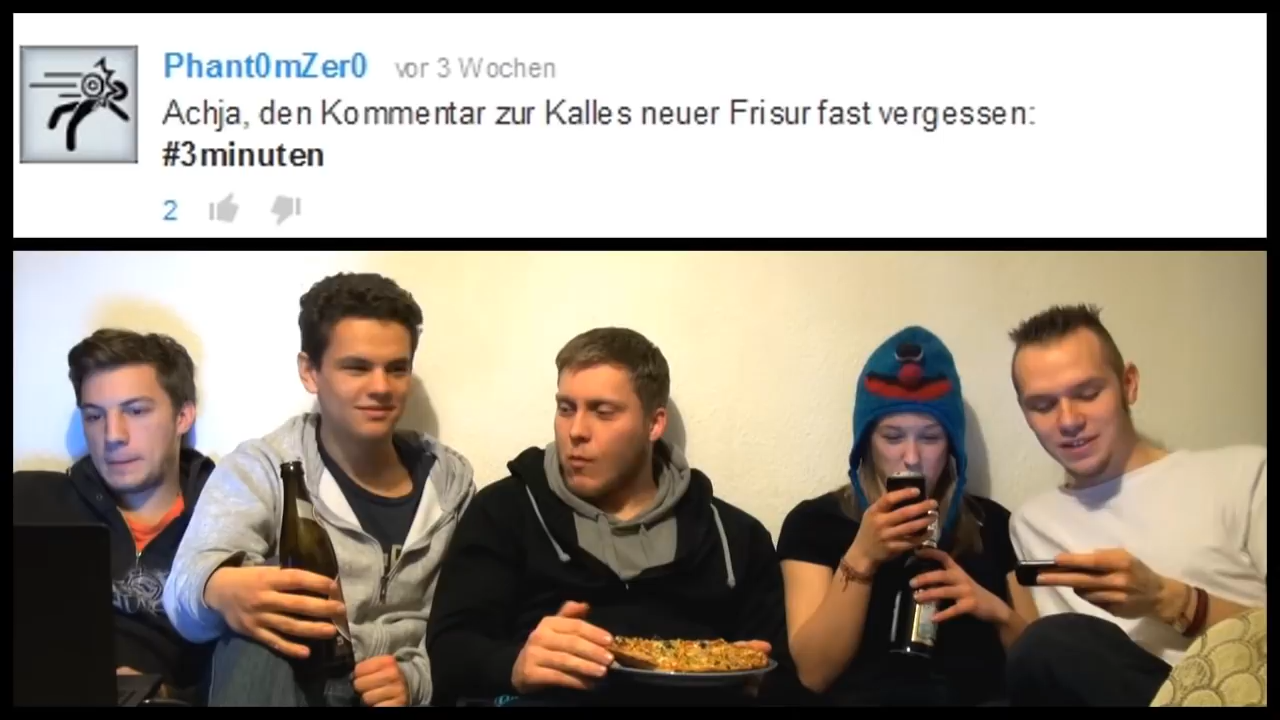 Phant0mZer0 vor 3 Wochen
Achja, den Kommentar zur Kalles neuer Frisur fast vergessen:
#3minuten
2